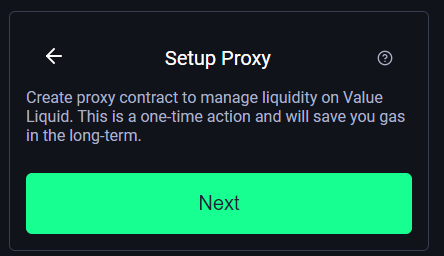 Setup Proxy
Create proxy contract to manage liquidity on Value
Liquid. This is a one-time action and will save you gas
in the long-term.
Next